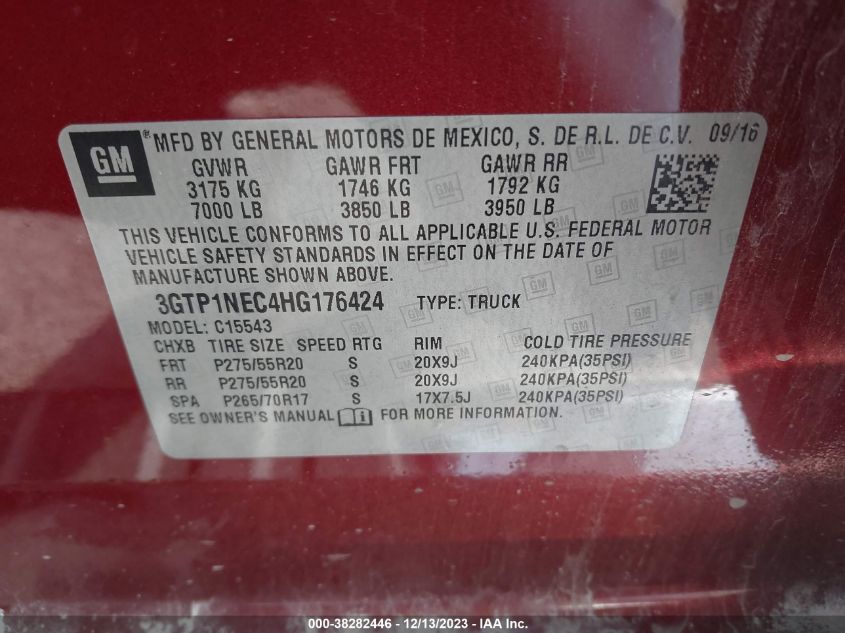 GM ® MFD BY GENERAL MOTORS DE MEXICO, S. DE R.L. DE C.V. 09/16
GVWR GAWR FRT GAWR RR
3175 KG 1746 KG 1792 KG
7000 LB 3850 LB 3950 LB
THIS VEHICLE CONFORMS TO ALL APPLICABLE U.S. FEDERAL MOTOR
VEHICLE SAFETY STANDARDS IN EFFECT ON THE DATE OF
MANUFACTURE SHOWN ABOVE.
3GTP1NEC4HG176424 TYPE: TRUCK
MODEL: C15543
CHXB TIRE SIZE SPEED RTG RIM COLD TIRE PRESSURE
FRT P275/55R20 S 20X9J 240KPA(35PSI)
RR P275/55R20 S 20X9J 240KPA(35PSI)
SPA P265/70R17 S 17X7.5J 240KPA(35PSI)
SEE OWNER'S MANUAL FOR MORE INFORMATION.
000-38282446 - 12/13/2023 - IAAI.com